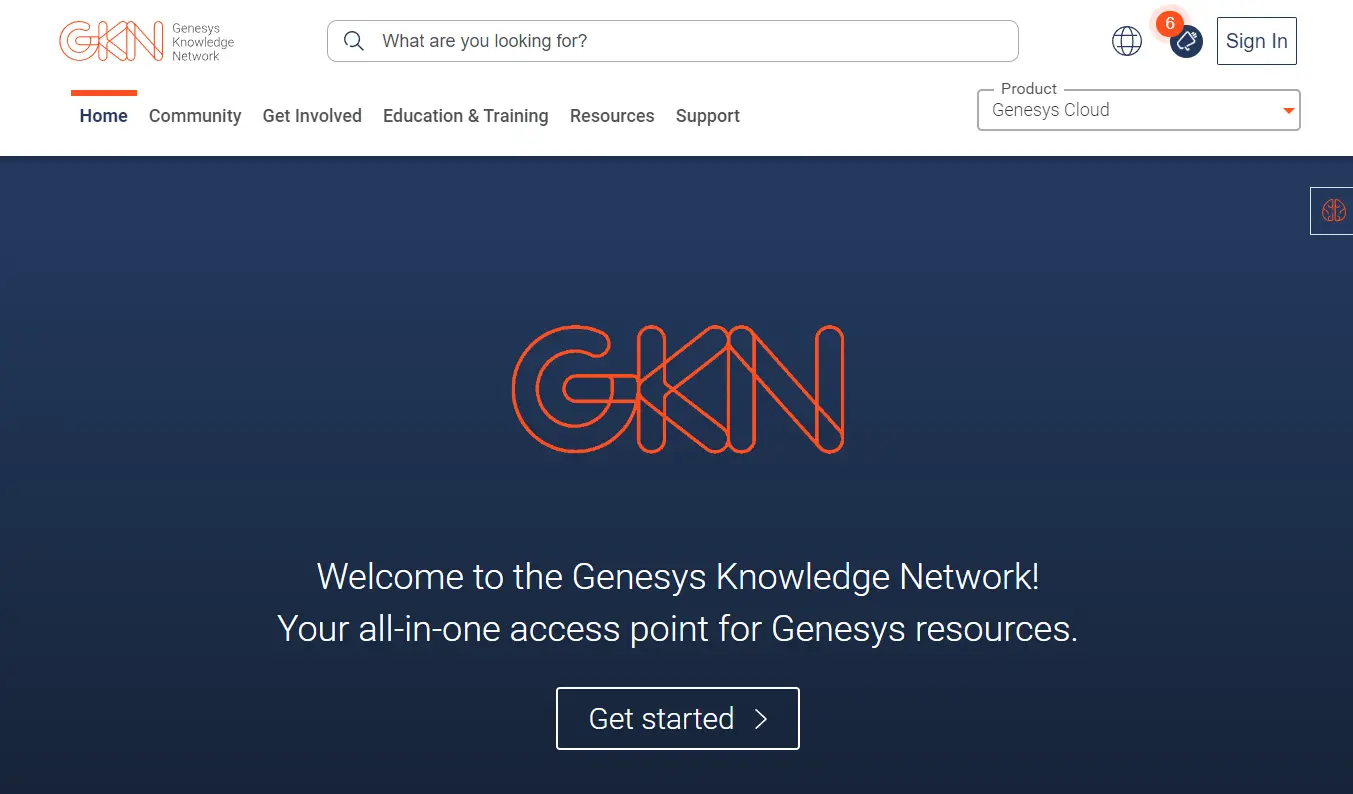 GKN
Genesys
Knowledge
Network
What are you looking for?
6
Sign In
Home Community Get Involved Education & Training Resources Support
Product
Genesys Cloud
GKN
Welcome to the Genesys Knowledge Network!
Your all-in-one access point for Genesys resources.
Get started